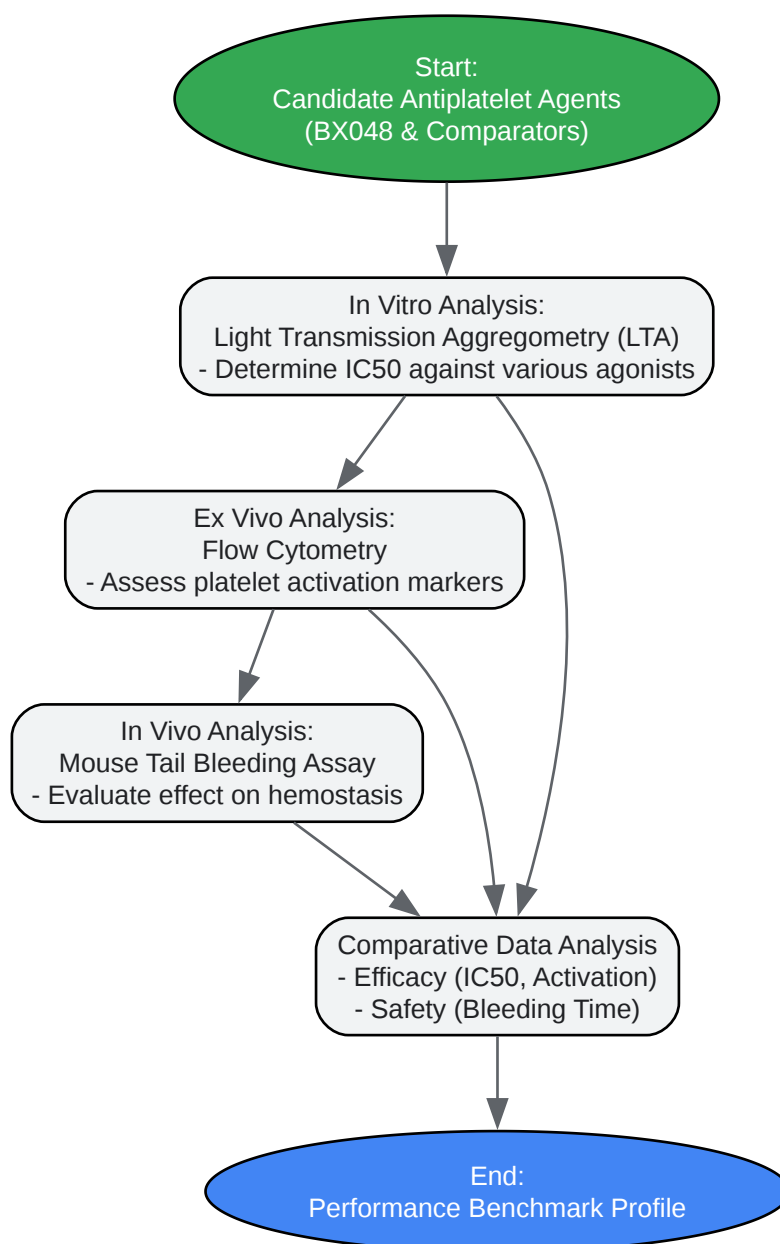 Start:
Candidate Antiplatelet Agents
(BX048 & Comparators)
In Vitro Analysis:
Light Transmission Aggregometry (LTA)
- Determine IC50 against various agonists
Ex Vivo Analysis:
Flow Cytometry
- Assess platelet activation markers
In Vivo Analysis:
Mouse Tail Bleeding Assay
- Evaluate effect on hemostasis
Comparative Data Analysis
- Efficacy (IC50, Activation)
- Safety (Bleeding Time)
End:
Performance Benchmark Profile